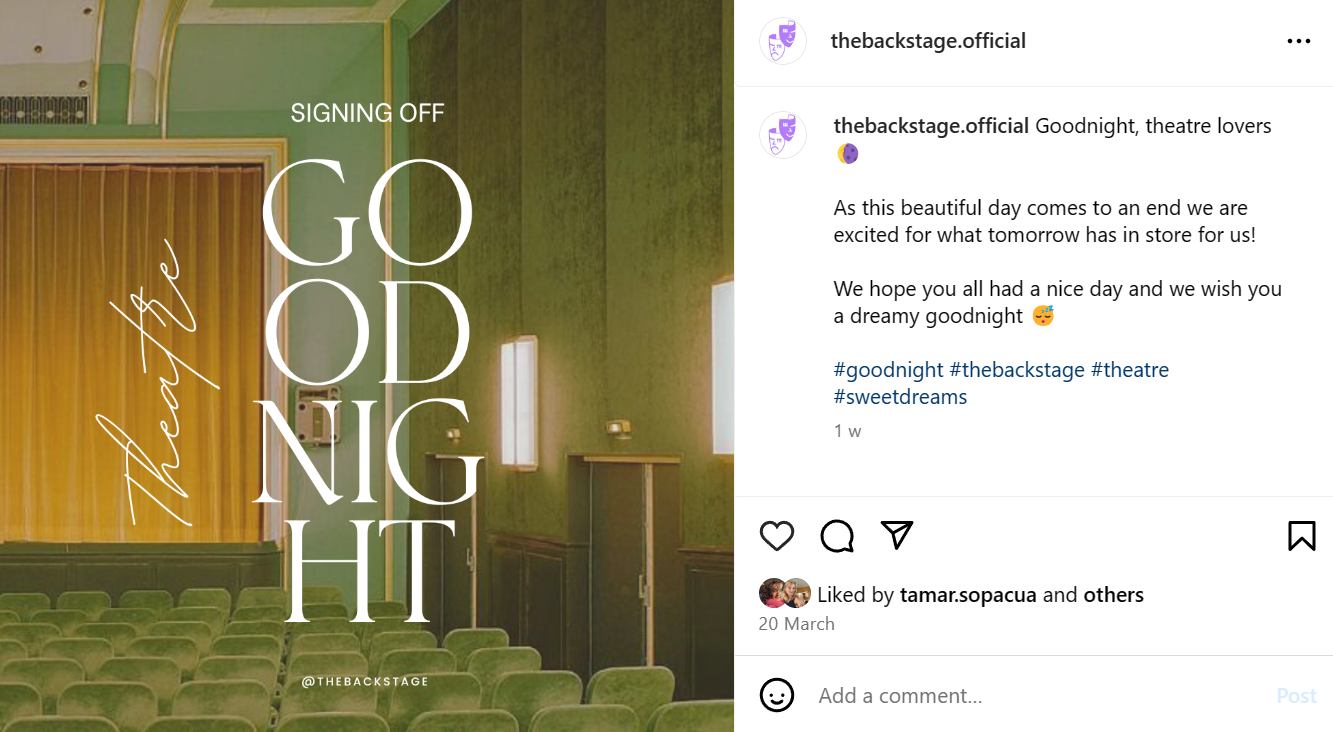 SIGNING OFF
GO
OD
NIG
HT
Theatre
@THEBACKSTAGE
thebackstage.official
thebackstage.official Goodnight, theatre lovers
🌘
As this beautiful day comes to an end we are
excited for what tomorrow has in store for us!
We hope you all had a nice day and we wish you
a dreamy goodnight 😴
#goodnight #thebackstage #theatre
#sweetdreams
1 w
Liked by tamar.sopacua and others
20 March
Add a comment...
Post